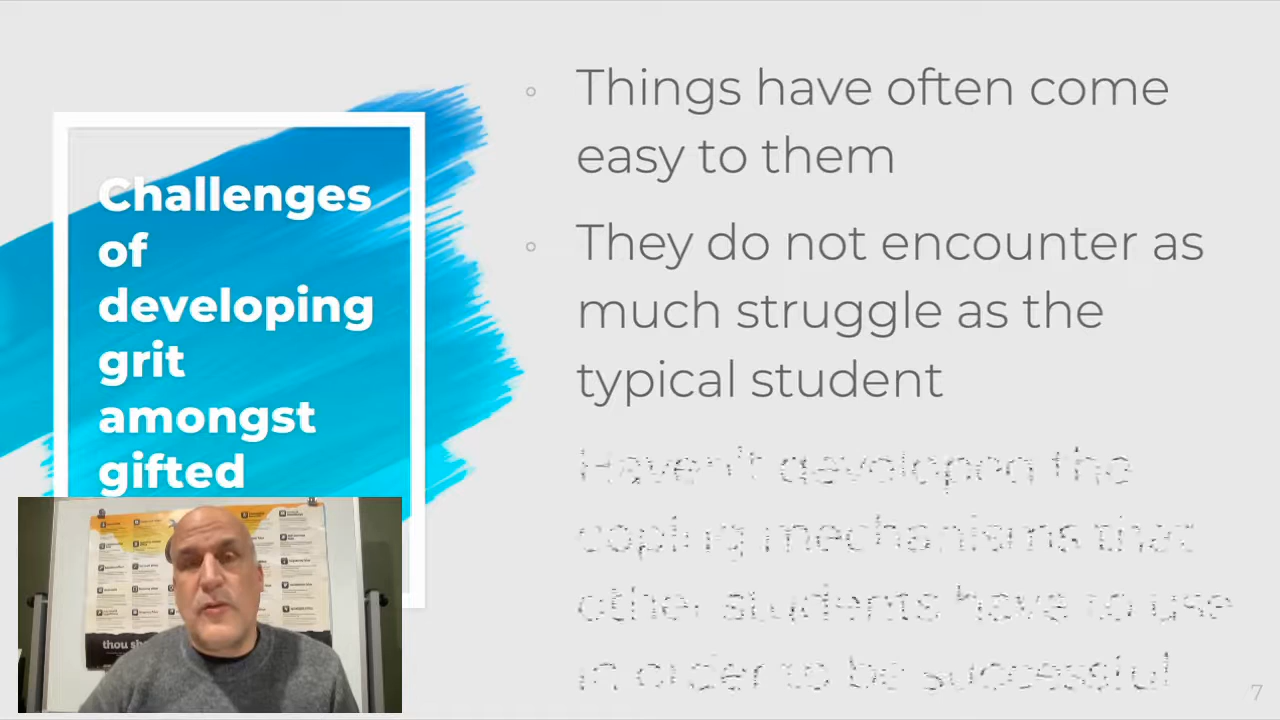 Challenges
of
developing
grit
amongst
gifted
Things have often come
easy to them
They do not encounter as
much struggle as the
typical student
Haven't developed the
coping mechanisms that
other students have to use
in order to be successful
thou sh
7